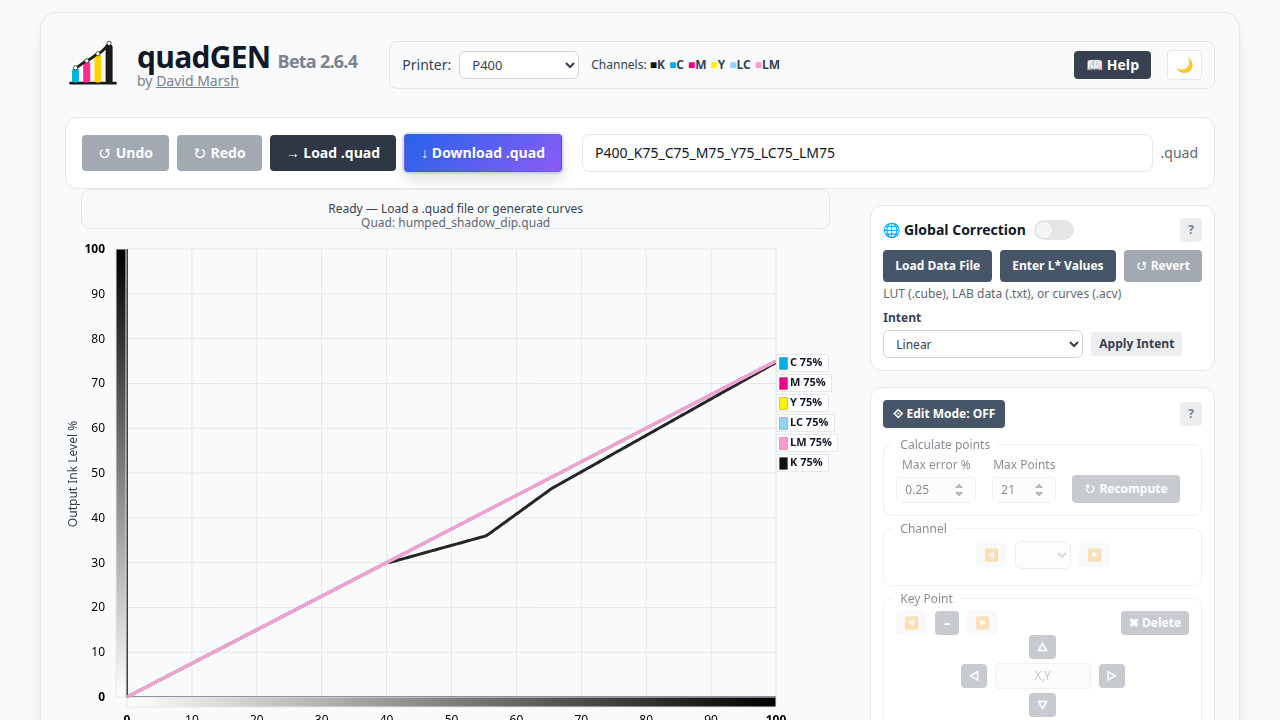 quadGEN Beta 2.6.4
by David Marsh
Printer: P400
Channels: K C M Y LC LM
📖 Help
🌙
↺ Undo
↻ Redo
→ Load .quad
↓ Download .quad
P400_K75_C75_M75_Y75_LC75_LM75
.quad
Ready — Load a .quad file or generate curves
Quad: humped_shadow_dip.quad
100
90
80
70
60
50
40
30
20
10
0
Output Ink Level %
0 10 20 30 40 50 60 70 80 90 100
C 75%
M 75%
Y 75%
LC 75%
LM 75%
K 75%
🌐 Global Correction
?
Load Data File
Enter L* Values
↺ Revert
LUT (.cube), LAB data (.txt), or curves (.acv)
Intent
Linear
Apply Intent
⟐ Edit Mode: OFF
?
Calculate points
Max error % Max Points
0.25
21
↻ Recompute
Channel
◀ ▶
Key Point
◀ – ▶
✖ Delete
△
◁ X,Y ▷
▽